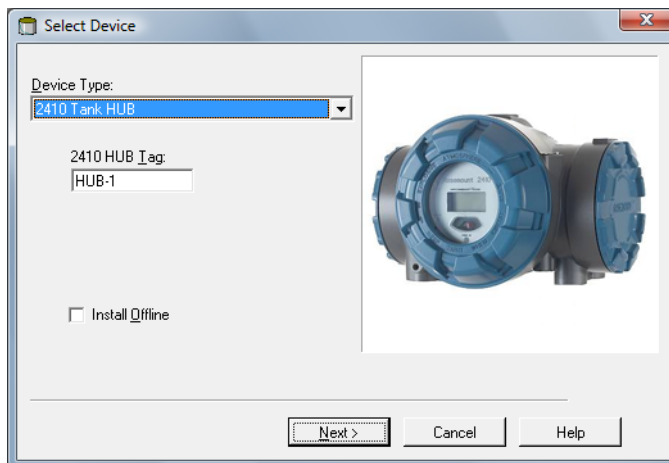 Select Device
Device Type:
2410 Tank HUB
2410 HUB Tag:
HUB-1
Install Offline
Next >
Cancel
Help